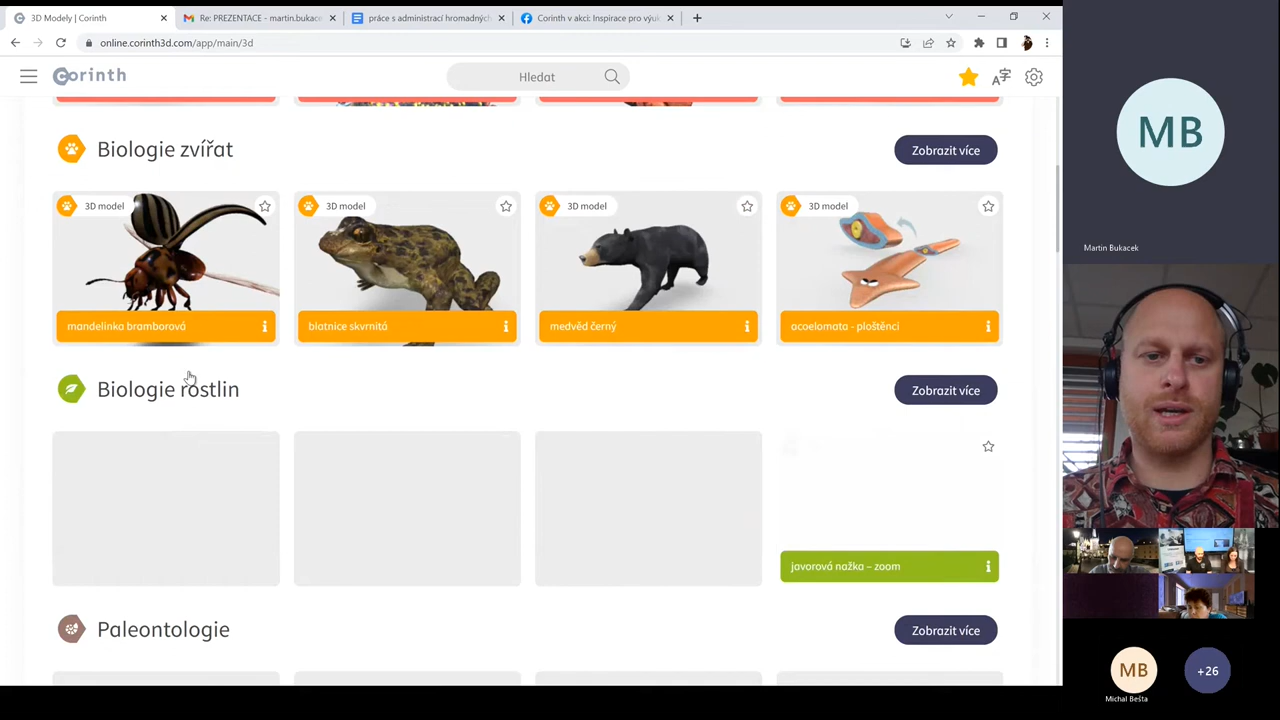 3D Modely | Corinth
Re: PREZENTACE - martin.bukace
práce s administrací hromadných
Corinth v akci: Inspirace pro výuk
online.corinth3d.com/app/main/3d
Corinth
Hledat
Biologie zvířat
Zobrazit více
3D model
3D model
3D model
3D model
mandelinka bramborová
blatnice skvrnitá
medvěd černý
acoelomata - ploštěnci
Biologie rostlin
Zobrazit více
javorová nažka – zoom
Paleontologie
Zobrazit více
MB
Martin Bukacek
MB
+26
Michal Bešta